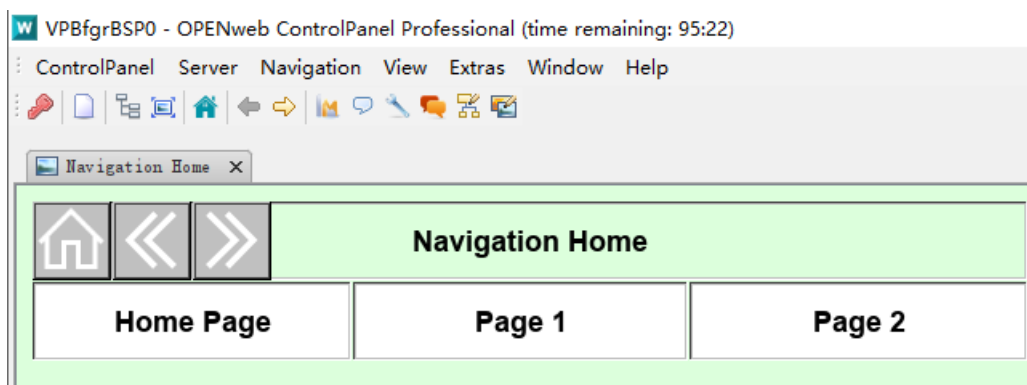 W VPBfgrBSP0 - OPENweb ControlPanel Professional (time remaining: 95:22)
ControlPanel Server Navigation View Extras Window Help
Navigation Home X
Navigation Home
Home Page Page 1 Page 2